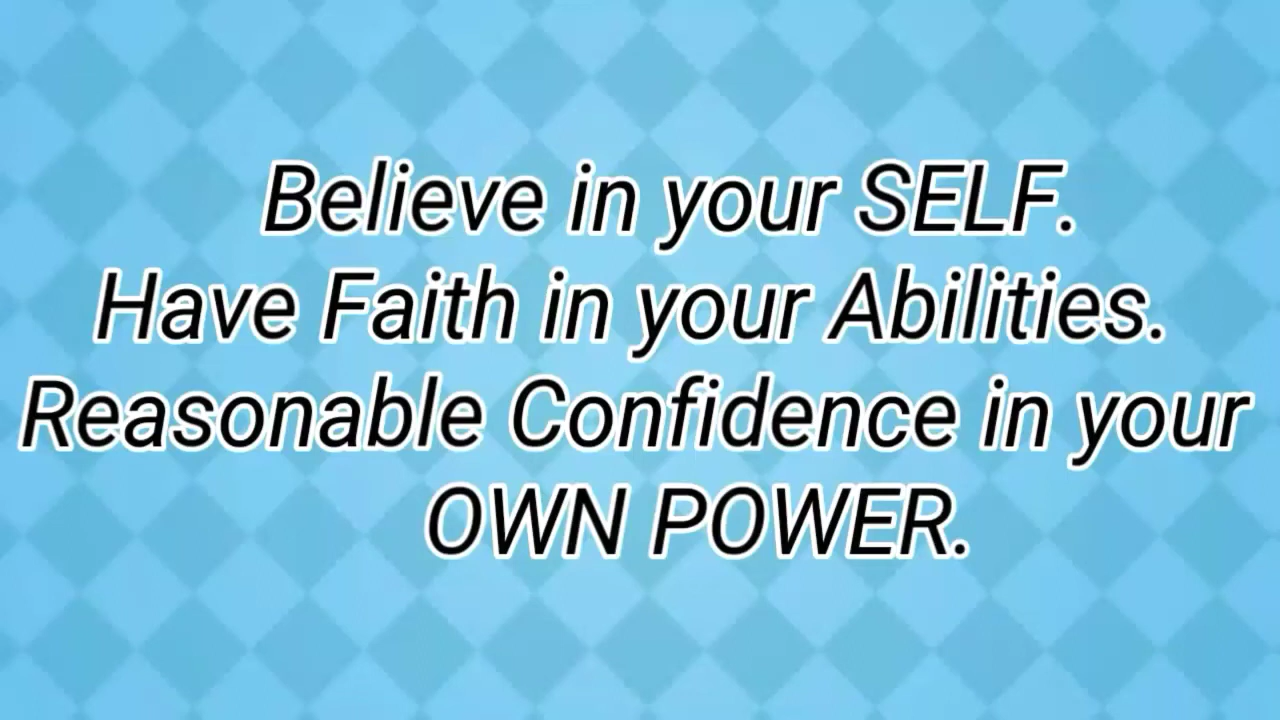 Believe in your SELF.
Have Faith in your Abilities.
Reasonable Confidence in your
OWN POWER.